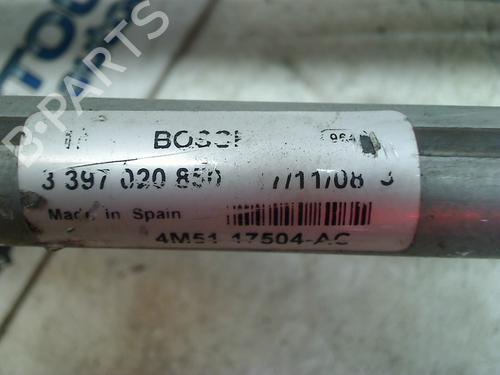 BOSCH
3 397 020 850 7/11/08
Made in Spain
4M51 17504-AC
B-PARTS